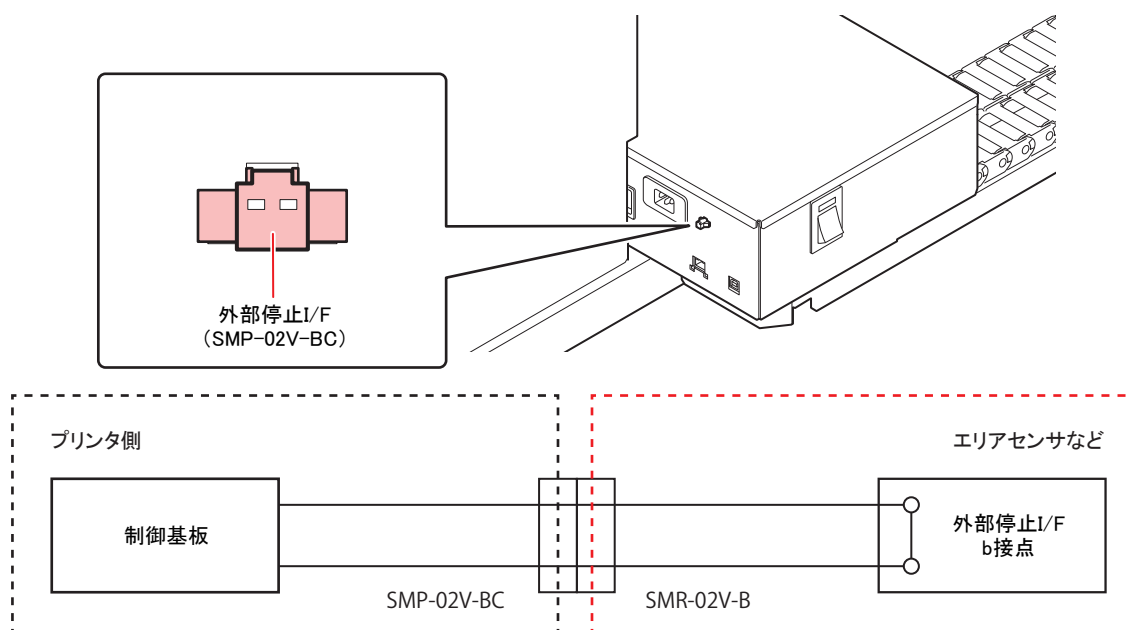 外部停止I/F
（SMP-02V-BC）
プリンタ側
エリアセンサなど
制御基板
外部停止I/F
b接点
SMP-02V-BC
SMR-02V-B